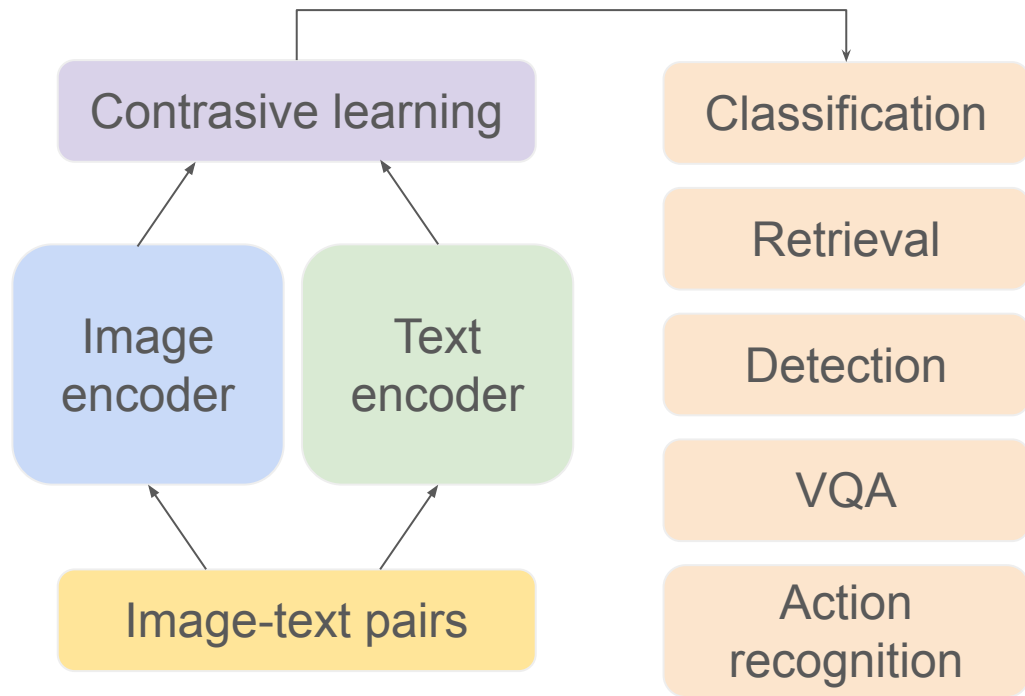 Contrasive learning
Image
encoder
Text
encoder
Image-text pairs
Classification
Retrieval
Detection
VQA
Action
recognition